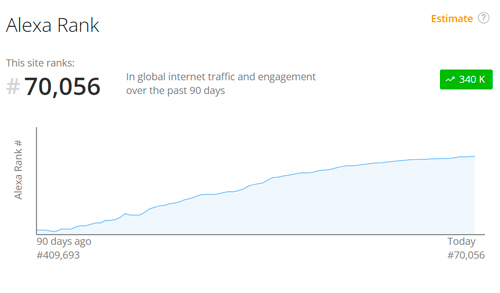 Alexa Rank
Estimate ?
This site ranks:
#70,056
In global internet traffic and engagement
over the past 90 days
340 K
Alexa Rank #
90 days ago
#409,693
Today
#70,056